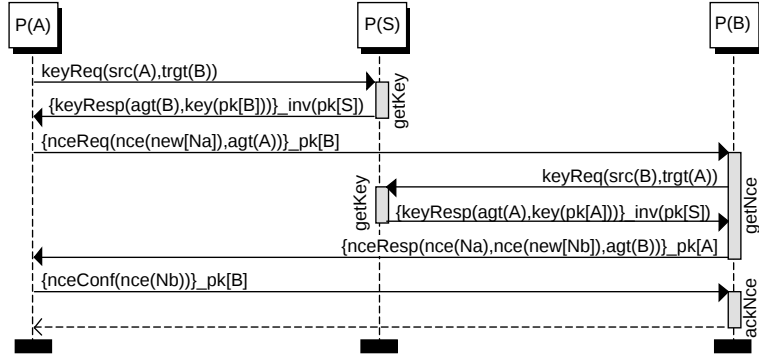 P(A)
P(S)
P(B)
keyReq(src(A),trgt(B))
getKey
{keyResp(agt(B),key(pk[B]))}_inv(pk[S])
{nceReq(nce(new[Na]),agt(A))}_pk[B]
keyReq(src(B),trgt(A))
getKey
getNce
{keyResp(agt(A),key(pk[A]))}_inv(pk[S])
{nceResp(nce(Na),nce(new[Nb]),agt(B))}_pk[A]
{nceConf(nce(Nb))}_pk[B]
ackNce